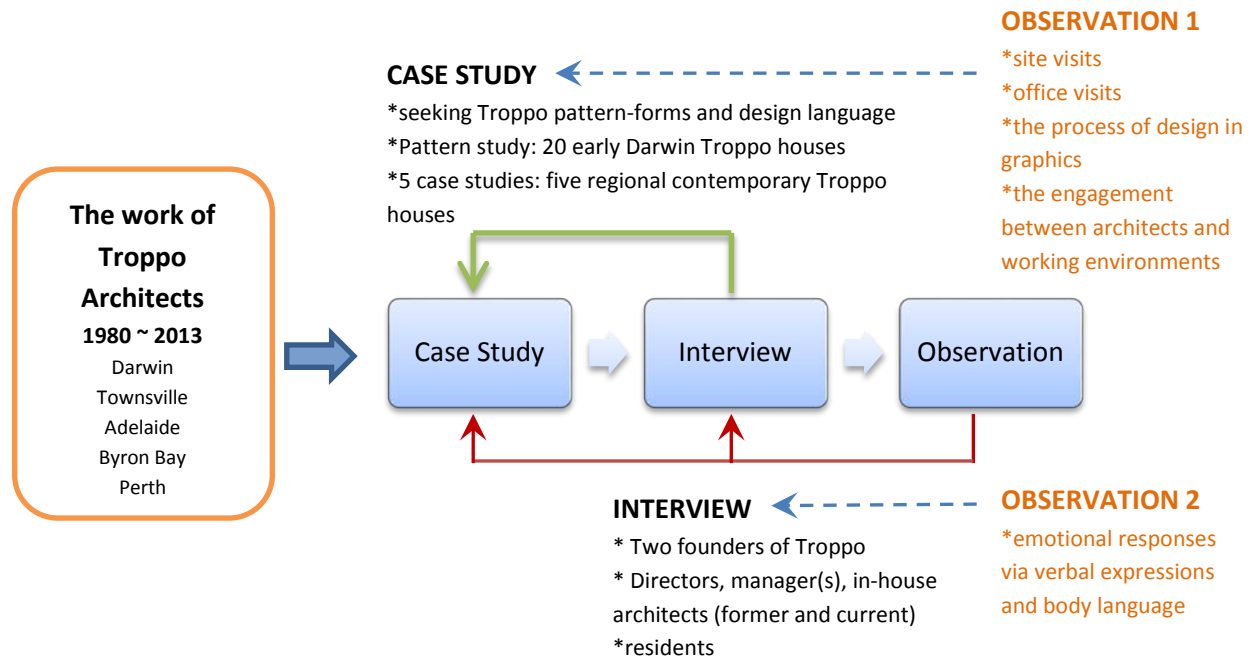 The work of
Troppo
Architects
1980 ~ 2013
Darwin
Townsville
Adelaide
Byron Bay
Perth
CASE STUDY
*seeking Troppo pattern-forms and design language
*Pattern study: 20 early Darwin Troppo houses
*5 case studies: five regional contemporary Troppo
houses
OBSERVATION 1
*site visits
*office visits
*the process of design in
graphics
*the engagement
between architects and
working environments
Case Study
Interview
Observation
INTERVIEW
* Two founders of Troppo
* Directors, manager(s), in-house
architects (former and current)
*residents
OBSERVATION 2
*emotional responses
via verbal expressions
and body language